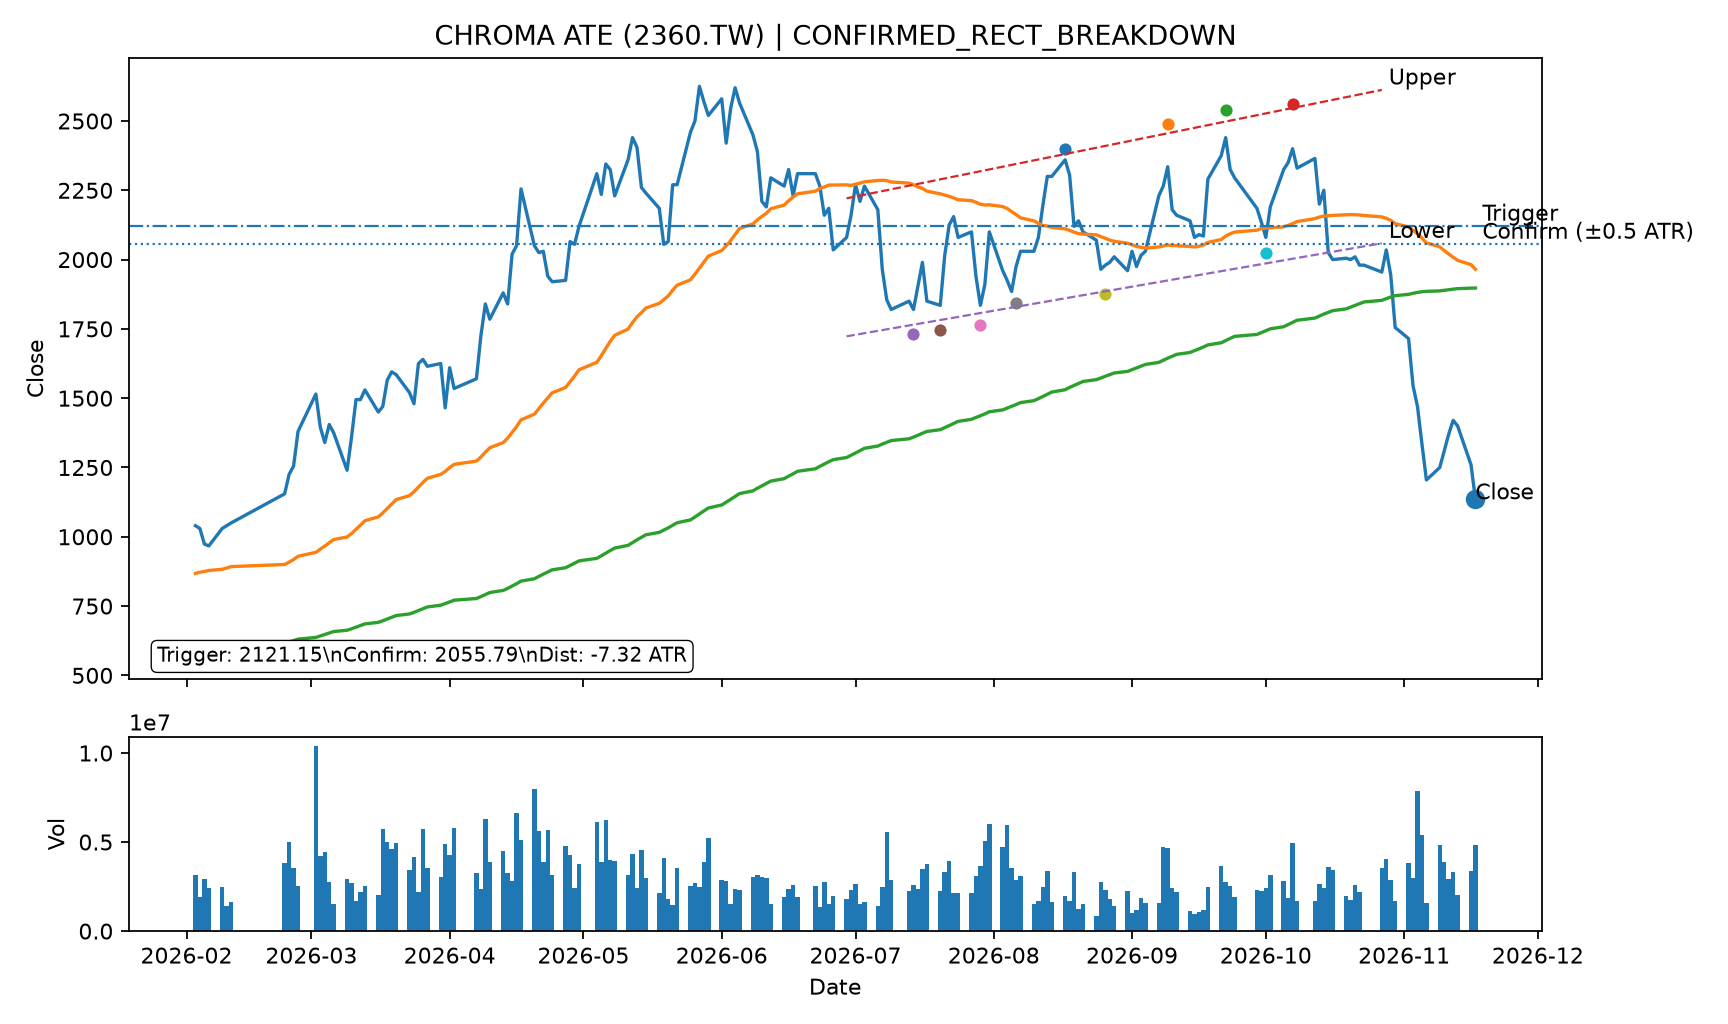 CHROMA ATE (2360.TW) | CONFIRMED_RECT_BREAKDOWN
Close
2500
2250
2000
1750
1500
1250
1000
750
500
Upper
Trigger
Lower
Confirm (±0.5 ATR)
Close
Trigger: 2121.15\nConfirm: 2055.79\nDist: -7.32 ATR
1e7
Vol
1.0
0.5
0.0
2026-02 2026-03 2026-04 2026-05 2026-06 2026-07 2026-08 2026-09 2026-10 2026-11 2026-12
Date